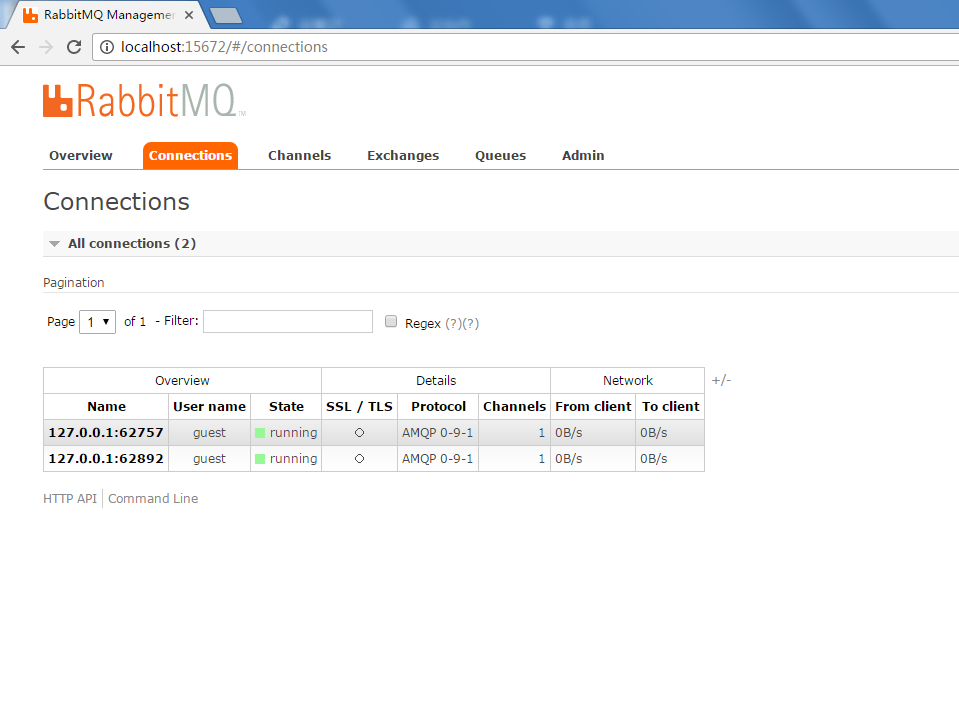 RabbitMQ Managemen
localhost:15672/#/connections
RabbitMQ TM
Overview Connections Channels Exchanges Queues Admin
Connections
All connections (2)
Pagination
Page 1 of 1 - Filter: Regex (?)(?)
Overview Details Network +/-
Name User name State SSL / TLS Protocol Channels From client To client
127.0.0.1:62757 guest running AMQP 0-9-1 1 0B/s 0B/s
127.0.0.1:62892 guest running AMQP 0-9-1 1 0B/s 0B/s
HTTP API Command Line